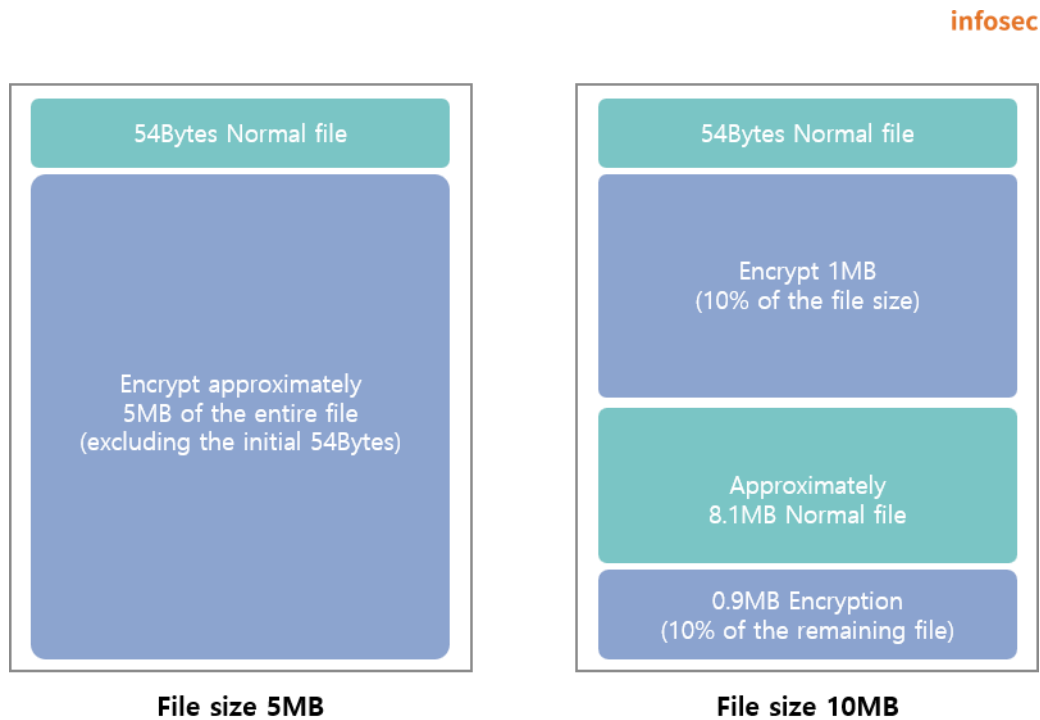 infosec
54Bytes Normal file
Encrypt approximately
5MB of the entire file
(excluding the initial 54Bytes)
File size 5MB
54Bytes Normal file
Encrypt 1MB
(10% of the file size)
Approximately
8.1MB Normal file
0.9MB Encryption
(10% of the remaining file)
File size 10MB